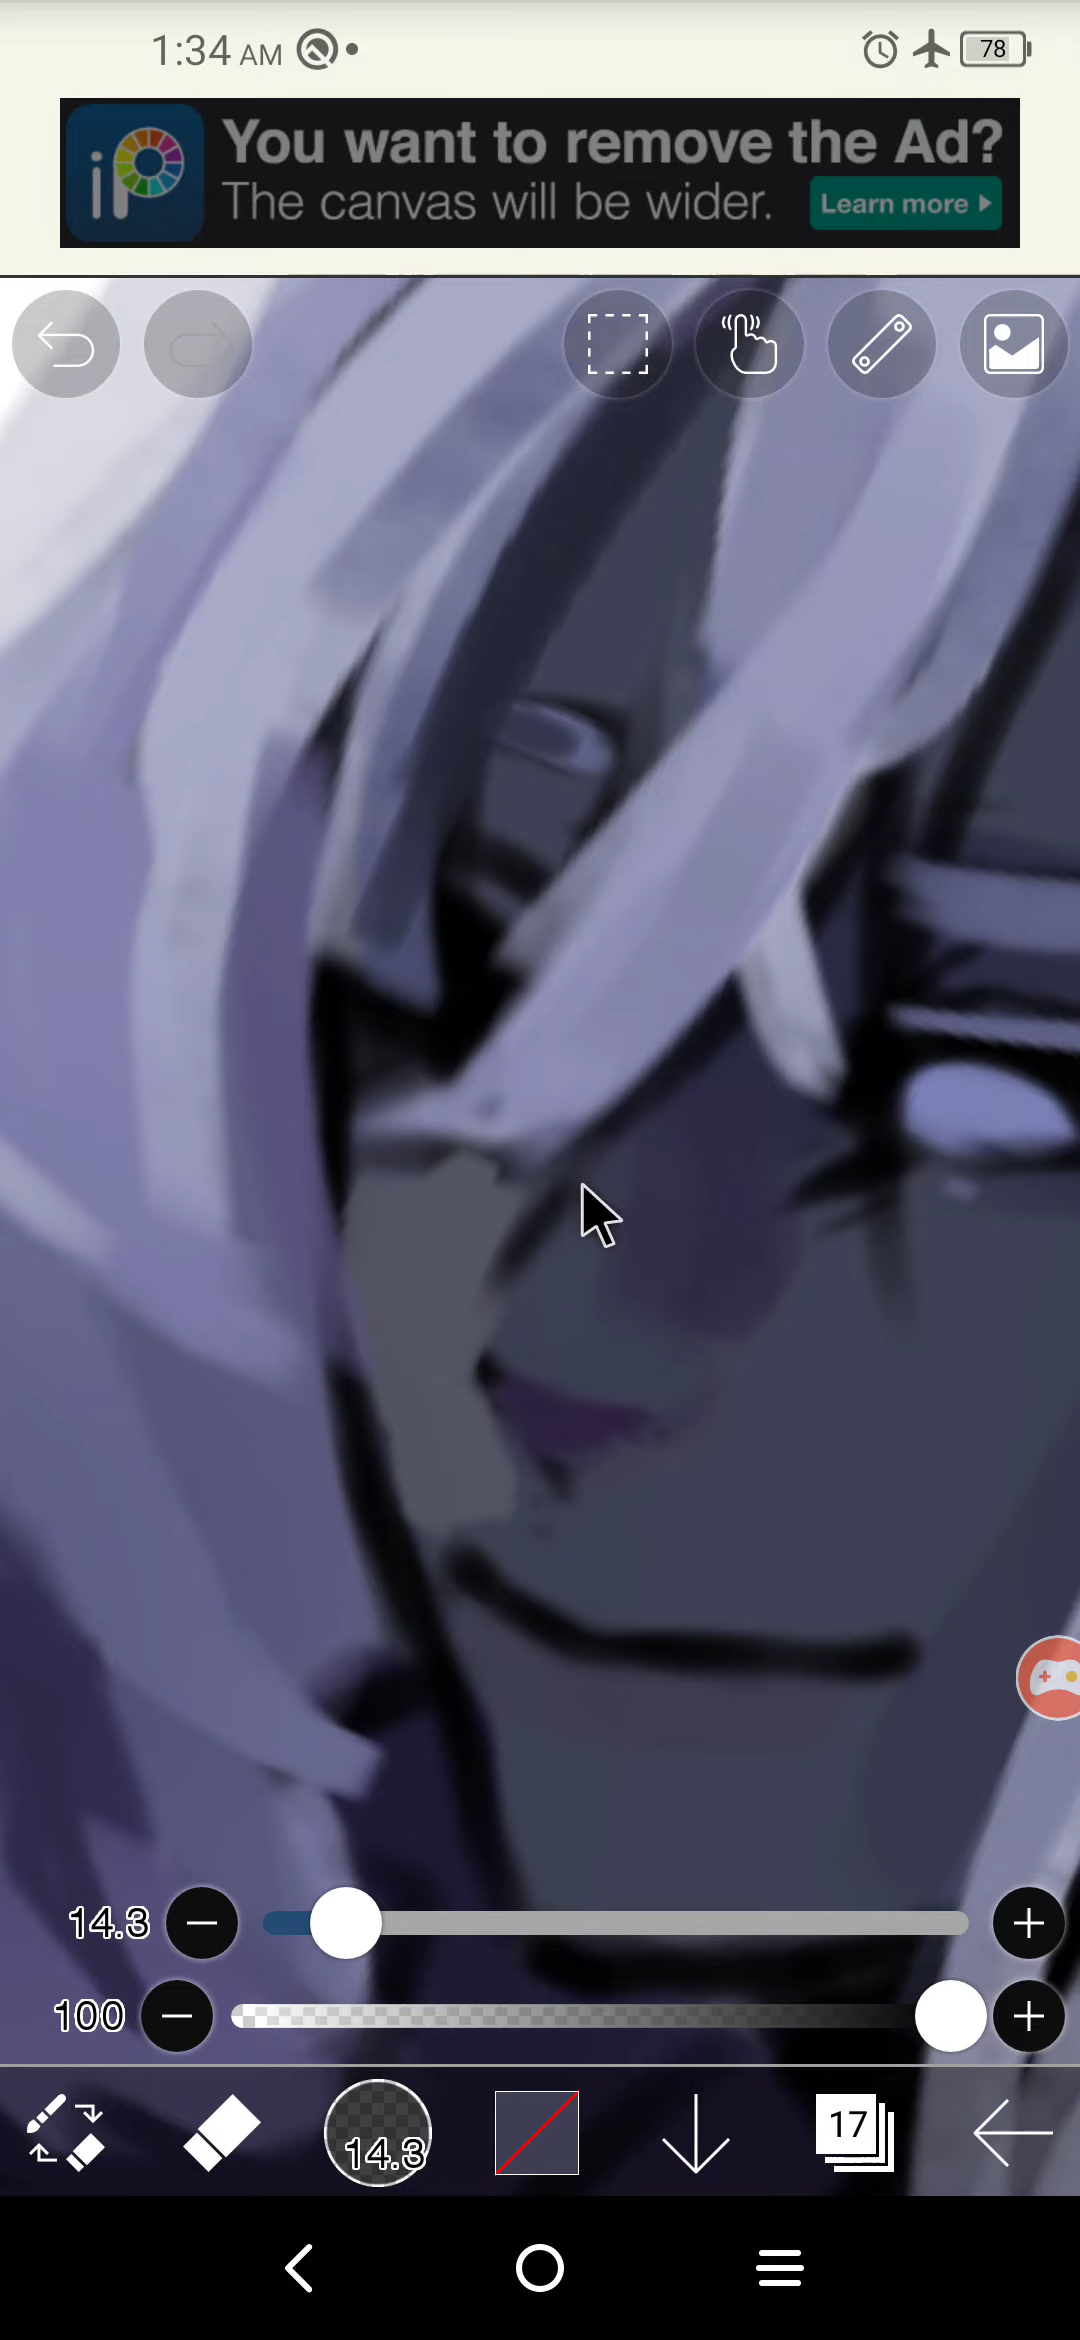 1:34 AM
78
iP
You want to remove the Ad?
The canvas will be wider.
Learn more
14.3
100
14.3
17